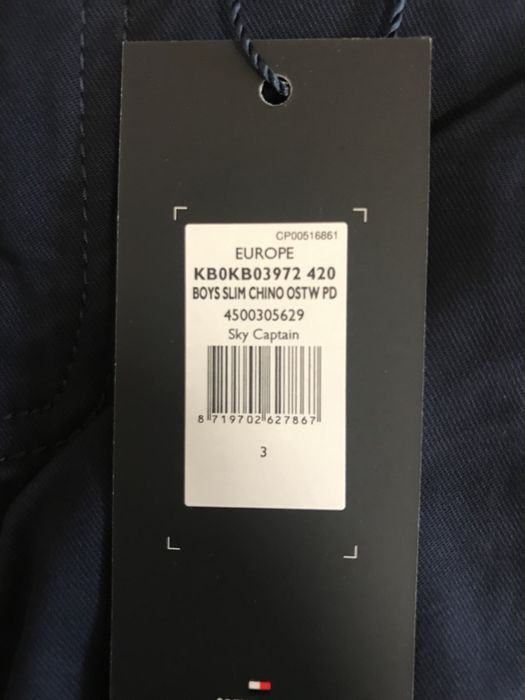 CP00516861
EUROPE
KB0KB03972 420
BOYS SLIM CHINO OSTW PD
4500305629
Sky Captain
8 719702 627867
3